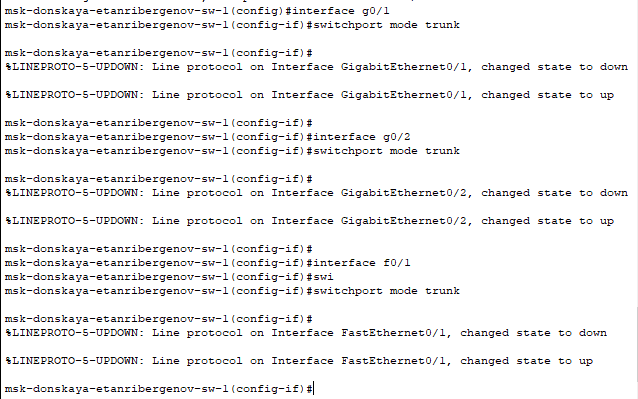 msk-donskaya-etanribergenov-sw-1(config)#interface g0/1
msk-donskaya-etanribergenov-sw-1(config-if)#switchport mode trunk
msk-donskaya-etanribergenov-sw-1(config-if)#
%LINEPROTO-5-UPDOWN: Line protocol on Interface GigabitEthernet0/1, changed state to down
%LINEPROTO-5-UPDOWN: Line protocol on Interface GigabitEthernet0/1, changed state to up
msk-donskaya-etanribergenov-sw-1(config-if)#
msk-donskaya-etanribergenov-sw-1(config-if)#interface g0/2
msk-donskaya-etanribergenov-sw-1(config-if)#switchport mode trunk
msk-donskaya-etanribergenov-sw-1(config-if)#
%LINEPROTO-5-UPDOWN: Line protocol on Interface GigabitEthernet0/2, changed state to down
%LINEPROTO-5-UPDOWN: Line protocol on Interface GigabitEthernet0/2, changed state to up
msk-donskaya-etanribergenov-sw-1(config-if)#
msk-donskaya-etanribergenov-sw-1(config-if)#interface f0/1
msk-donskaya-etanribergenov-sw-1(config-if)#swi
msk-donskaya-etanribergenov-sw-1(config-if)#switchport mode trunk
msk-donskaya-etanribergenov-sw-1(config-if)#
%LINEPROTO-5-UPDOWN: Line protocol on Interface FastEthernet0/1, changed state to down
%LINEPROTO-5-UPDOWN: Line protocol on Interface FastEthernet0/1, changed state to up
msk-donskaya-etanribergenov-sw-1(config-if)#